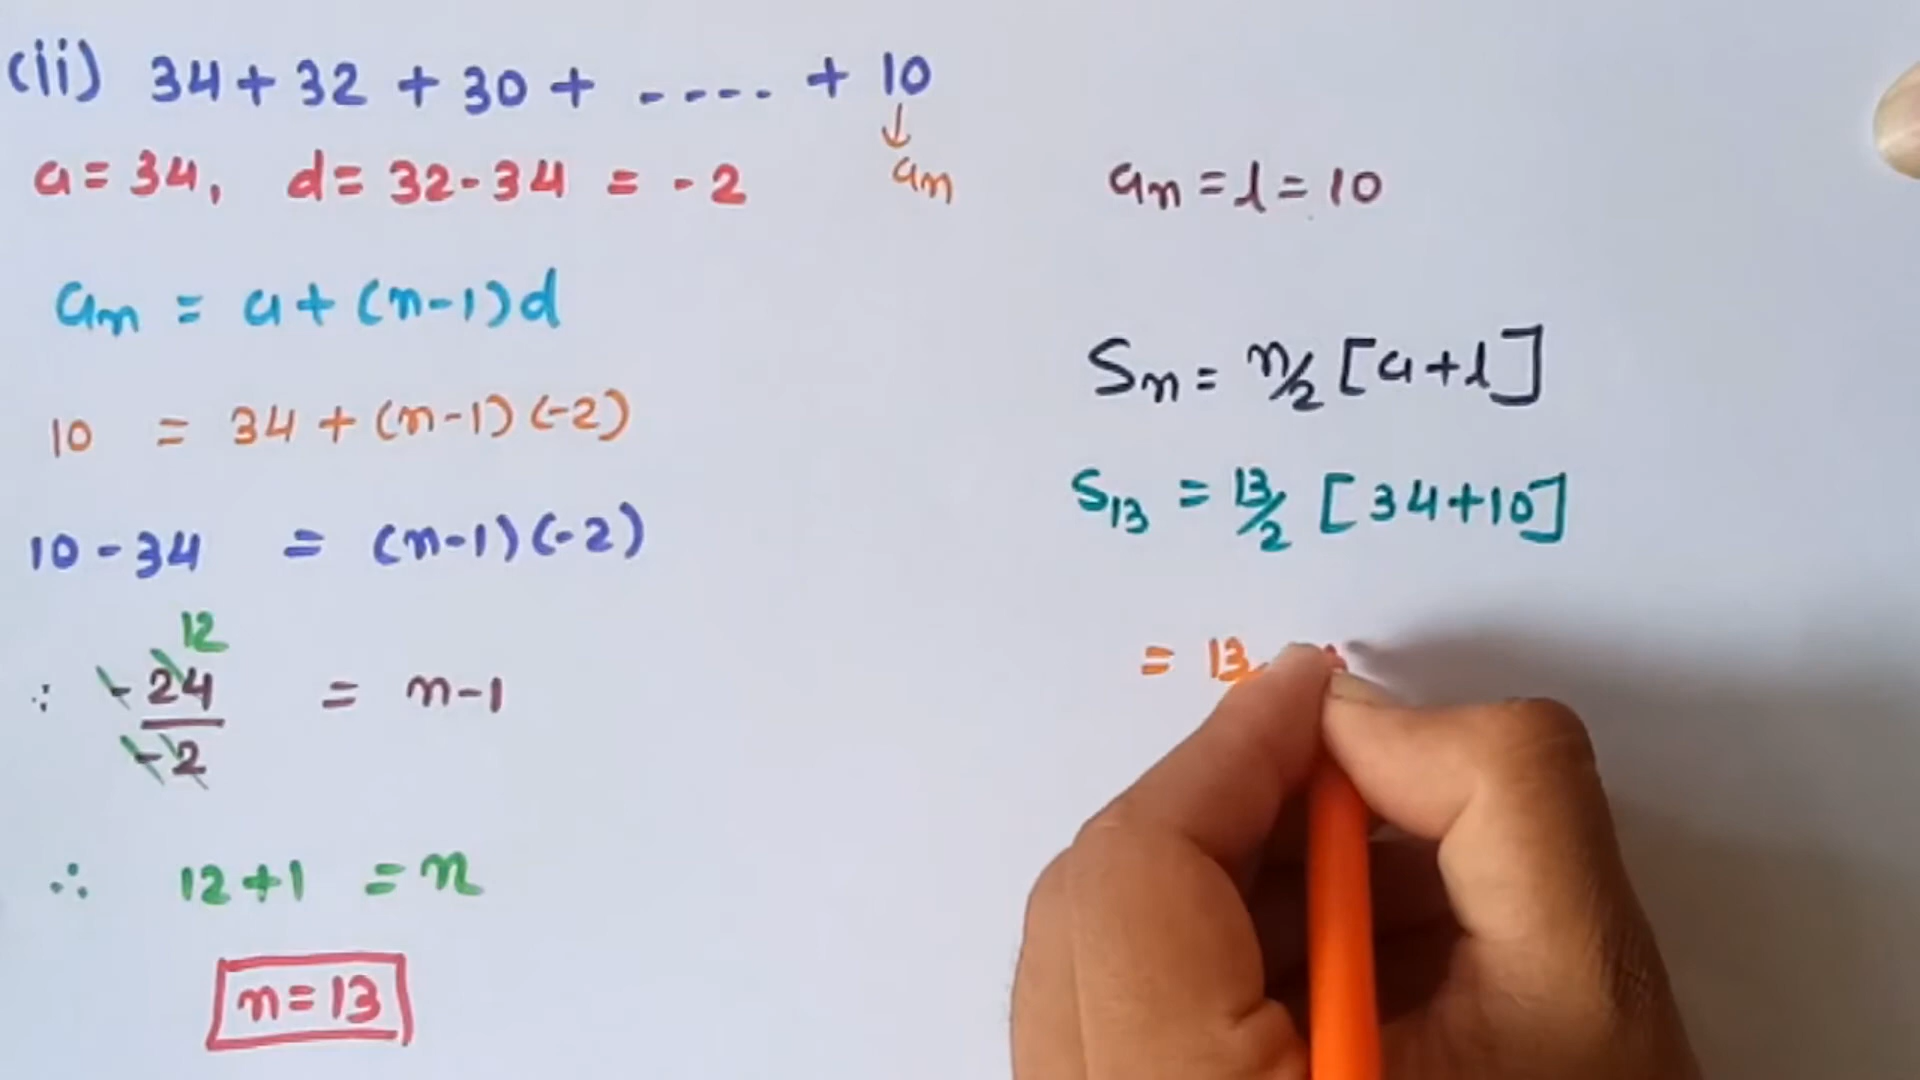 (ii) 34 + 32 + 30 + ----- + 10
↓
an
a = 34, d = 32 - 34 = -2
an = a + (n-1)d
10 = 34 + (n-1)(-2)
10 - 34 = (n-1)(-2)
12
∵ -24/-2 = n-1
∴ 12+1 = n
n = 13
an = l = 10
Sn = n/2 [a+l]
S13 = 13/2 [34+10]
= 13